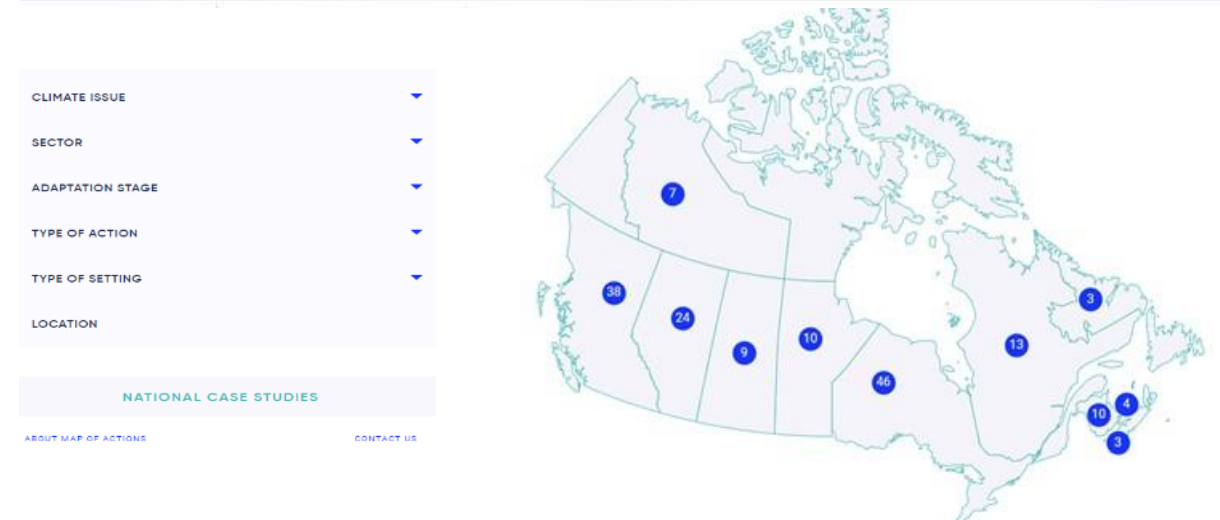 CLIMATE ISSUE
SECTOR
ADAPTATION STAGE
TYPE OF ACTION
TYPE OF SETTING
LOCATION
NATIONAL CASE STUDIES
ABOUT MAP OF ACTIONS CONTACT US
7
38
24
9
10
46
13
3
4
10
3